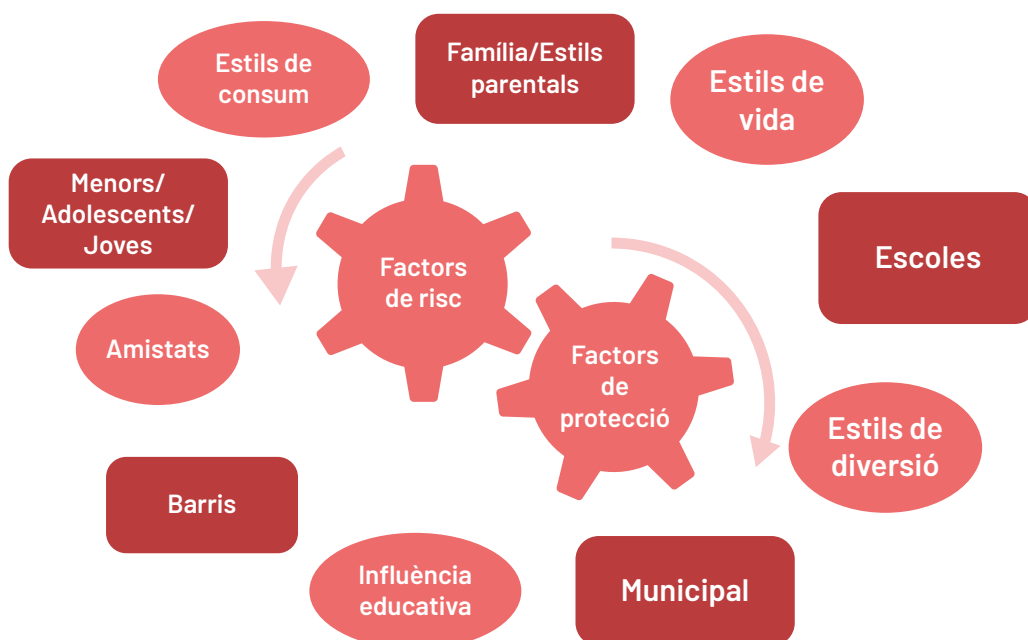 Estils de
consum
Família/Estils
parentals
Estils de
vida
Menors/
Adolescents/
Joves
Escoles
Factors
de risc
Amistats
Factors
de
protecció
Estils de
diversió
Barris
Influència
educativa
Municipal